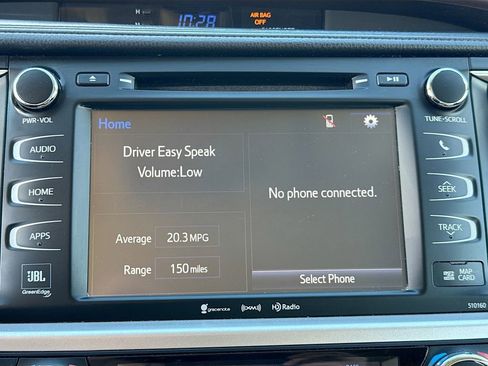 10:28
AIR BAG
OFF
PWR•VOL
TUNE•SCROLL
AUDIO
HOME
APPS
SEEK
TRACK
Home
Driver Easy Speak
Volume:Low
No phone connected.
Average 20.3 MPG
Range 150 miles
Select Phone
JBL
GreenEdge
gracenote
((XM))
HD Radio
MAP
CARD
510160